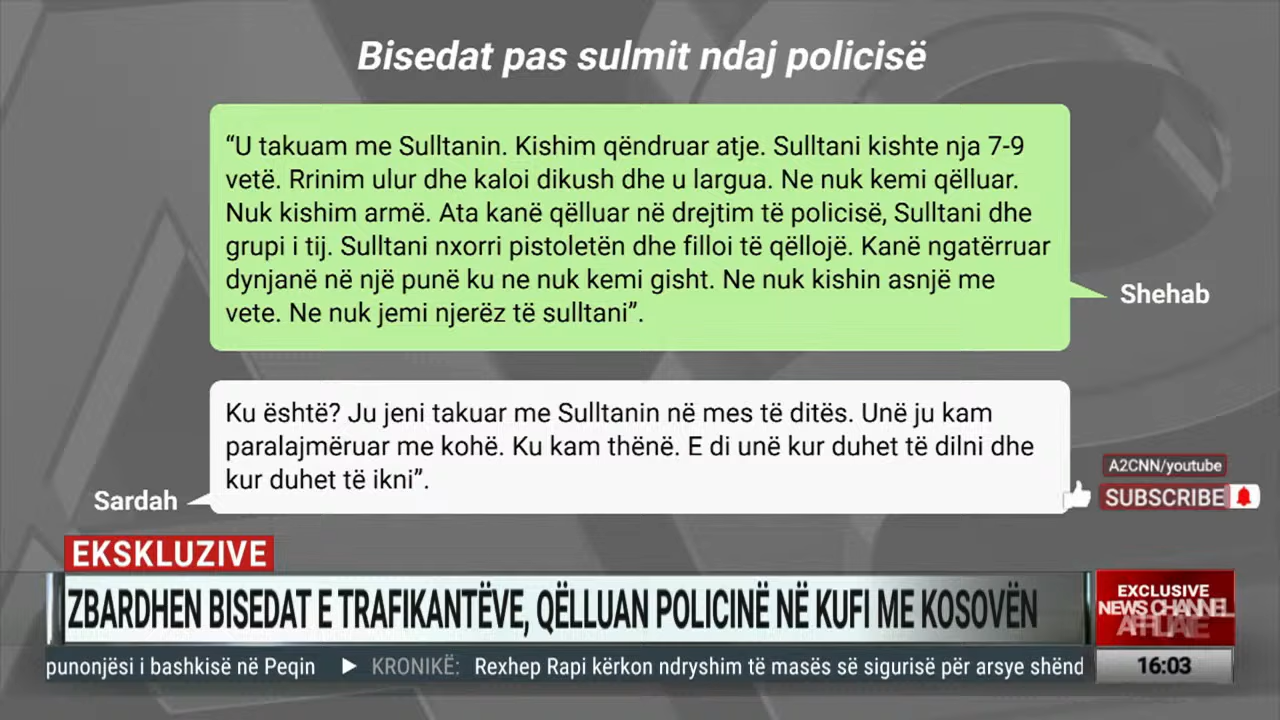 Bisedat pas sulmit ndaj policisë
“U takuam me Sulltanin. Kishim qëndruar atje. Sulltani kishte nja 7-9
vetë. Rrinim ulur dhe kaloi dikush dhe u largua. Ne nuk kemi qëlluar.
Nuk kishim armë. Ata kanë qëlluar në drejtim të policisë, Sulltani dhe
grupi i tij. Sulltani nxorri pistoletën dhe filloi të qëllojë. Kanë ngatërruar
dynjanë në një punë ku ne nuk kemi gisht. Ne nuk kishin asnjë me
vete. Ne nuk jemi njerëz të sulltani”.
Shehab
Ku është? Ju jeni takuar me Sulltanin në mes të ditës. Unë ju kam
paralajmëruar me kohë. Ku kam thënë. E di unë kur duhet të dilni dhe
kur duhet të ikni”.
Sardah
A2CNN/youtube
SUBSCRIBE
EKSKLUZIVE
ZBARDHEN BISEDAT E TRAFIKANTËVE, QËLLUAN POLICINË NË KUFI ME KOSOVËN
EXCLUSIVE
NEWS CHANNEL
AFFILIATE
punonjësi i bashkisë në Peqin ▶ KRONIKË: Rexhep Rapi kërkon ndryshim të masës së sigurisë për arsye shënd
16:03